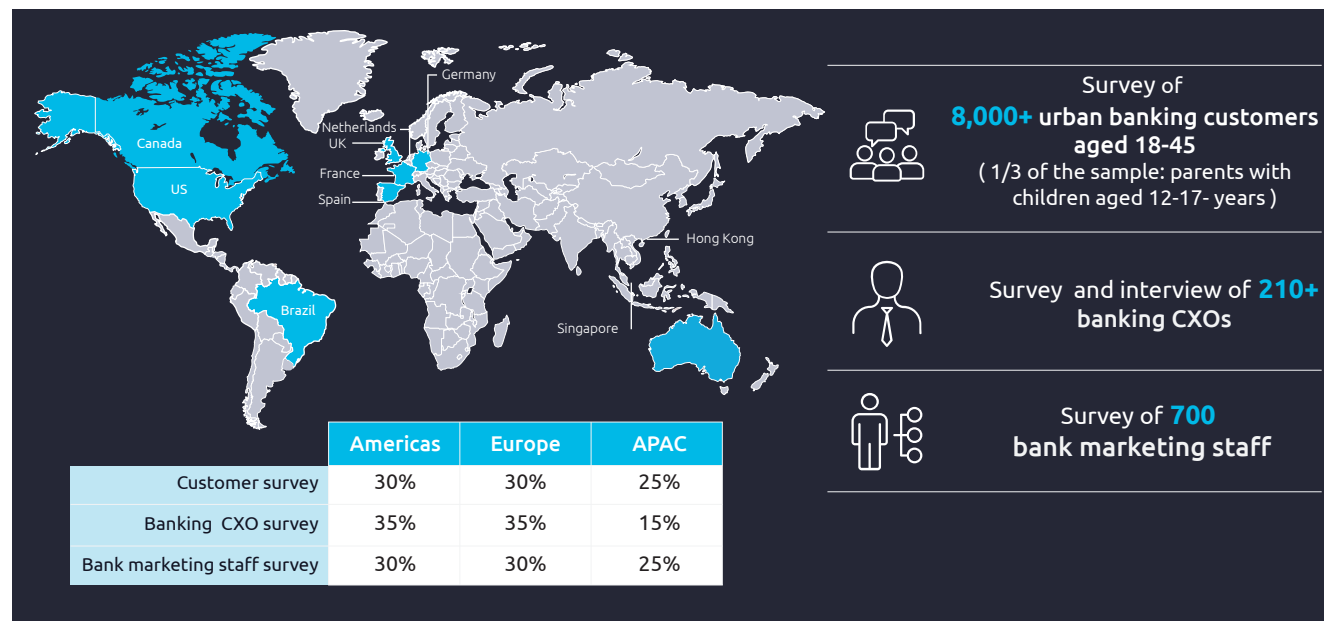 Germany
Netherlands
UK
Canada
France
US
Spain
Hong Kong
Brazil
Singapore
Americas Europe APAC
Customer survey 30% 30% 25%
Banking CXO survey 35% 35% 15%
Bank marketing staff survey 30% 30% 25%
Survey of
8,000+ urban banking customers
aged 18-45
( 1/3 of the sample: parents with
children aged 12-17- years )
Survey and interview of 210+
banking CXOs
Survey of 700
bank marketing staff